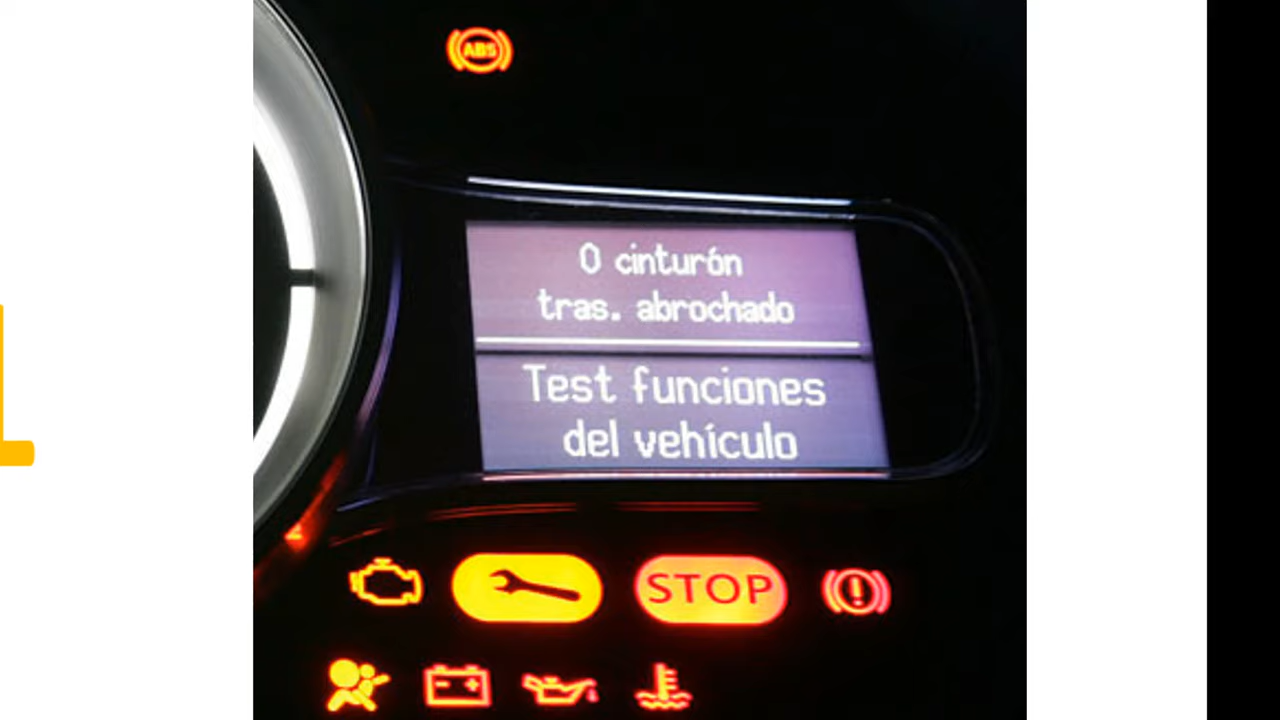 ABS
0 cinturón
tras. abrochado
Test funciones
del vehículo
STOP